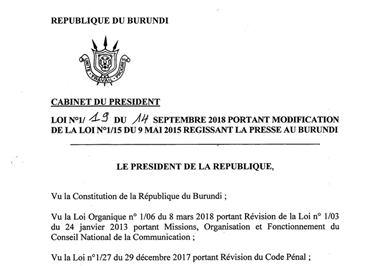 REPUBLIQUE DU BURUNDI
CABINET DU PRESIDENT
LOI N°1/ 19 DU 14 SEPTEMBRE 2018 PORTANT MODIFICATION
DE LA LOI N°1/15 DU 9 MAI 2015 REGISSANT LA PRESSE AU BURUNDI
LE PRESIDENT DE LA REPUBLIQUE,
Vu la Constitution de la République du Burundi ;
Vu la Loi Organique n° 1/06 du 8 mars 2018 portant Révision de la Loi n° 1/03
du 24 janvier 2013 portant Missions, Organisation et Fonctionnement du
Conseil National de la Communication ;
Vu la Loi n°1/27 du 29 décembre 2017 portant Révision du Code Pénal ;